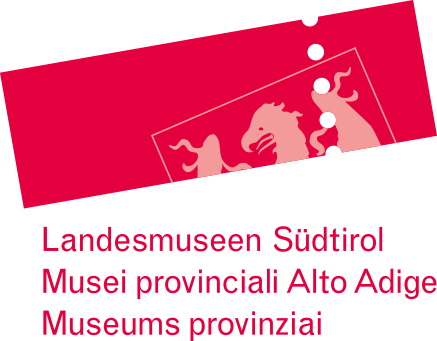 Landesmuseen Südtirol
Musei provinciali Alto Adige
Museums provinziai